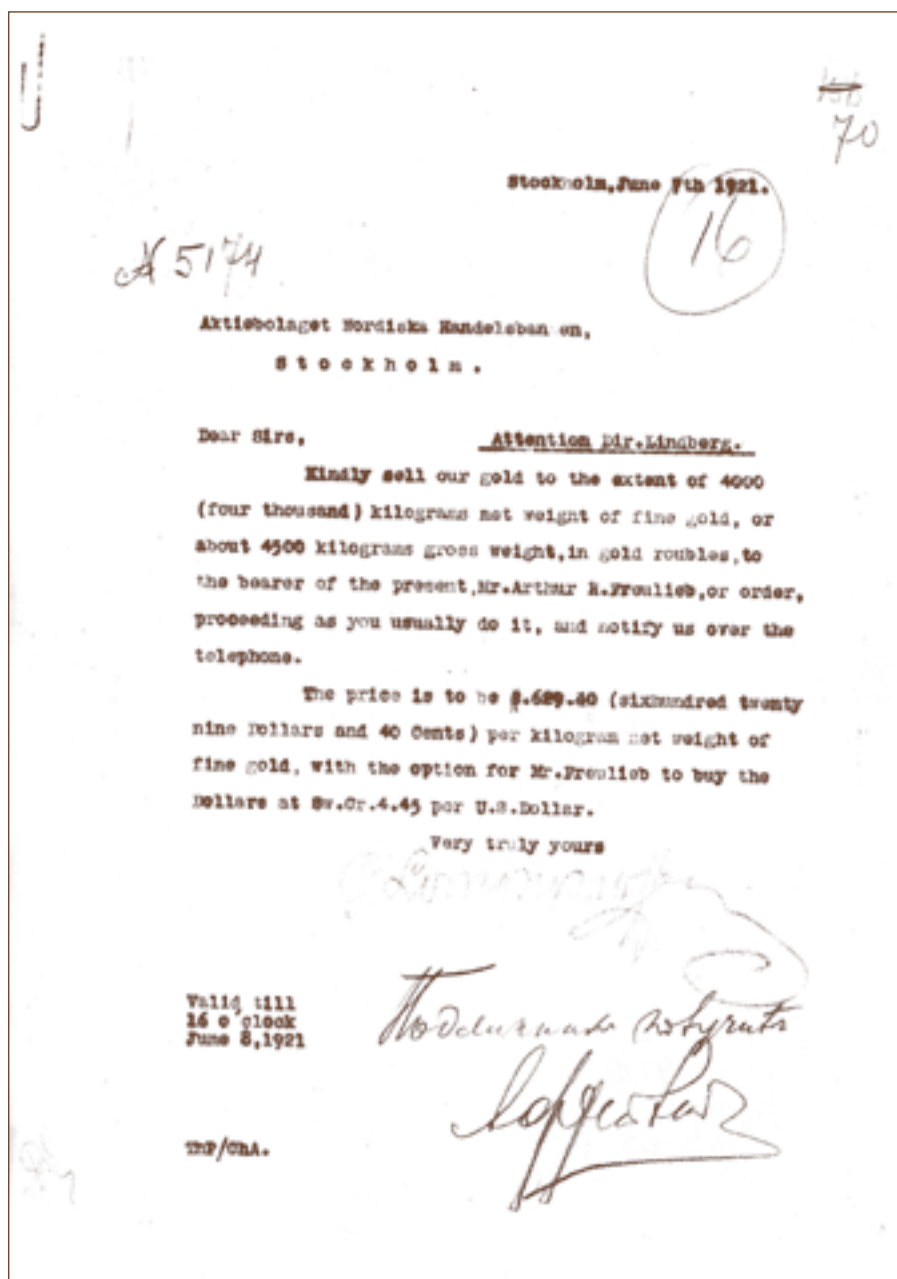 70
Stockholm, June 7th 1921.
16
№ 5174
Aktiebolaget Nordiska Handelsbanken,
Stockholm.
Dear Sirs, Attention Dir.Lindberg.
Kindly sell our gold to the extent of 4000
(four thousand) kilograms net weight of fine gold, or
about 4500 kilograms gross weight, in gold roubles, to
the bearer of the present, Mr.Arthur R.Freulieb, or order,
proceeding as you usually do it, and notify us over the
telephone.
The price is to be $.629.40 (sixhundred twenty
nine Dollars and 40 Cents) per kilogram net weight of
fine gold, with the option for Mr.Freulieb to buy the
Dollars at Sw.Cr.4.45 per U.S.Dollar.
Very truly yours
Valid till
16 o'clock
June 8,1921
Подлинник получил